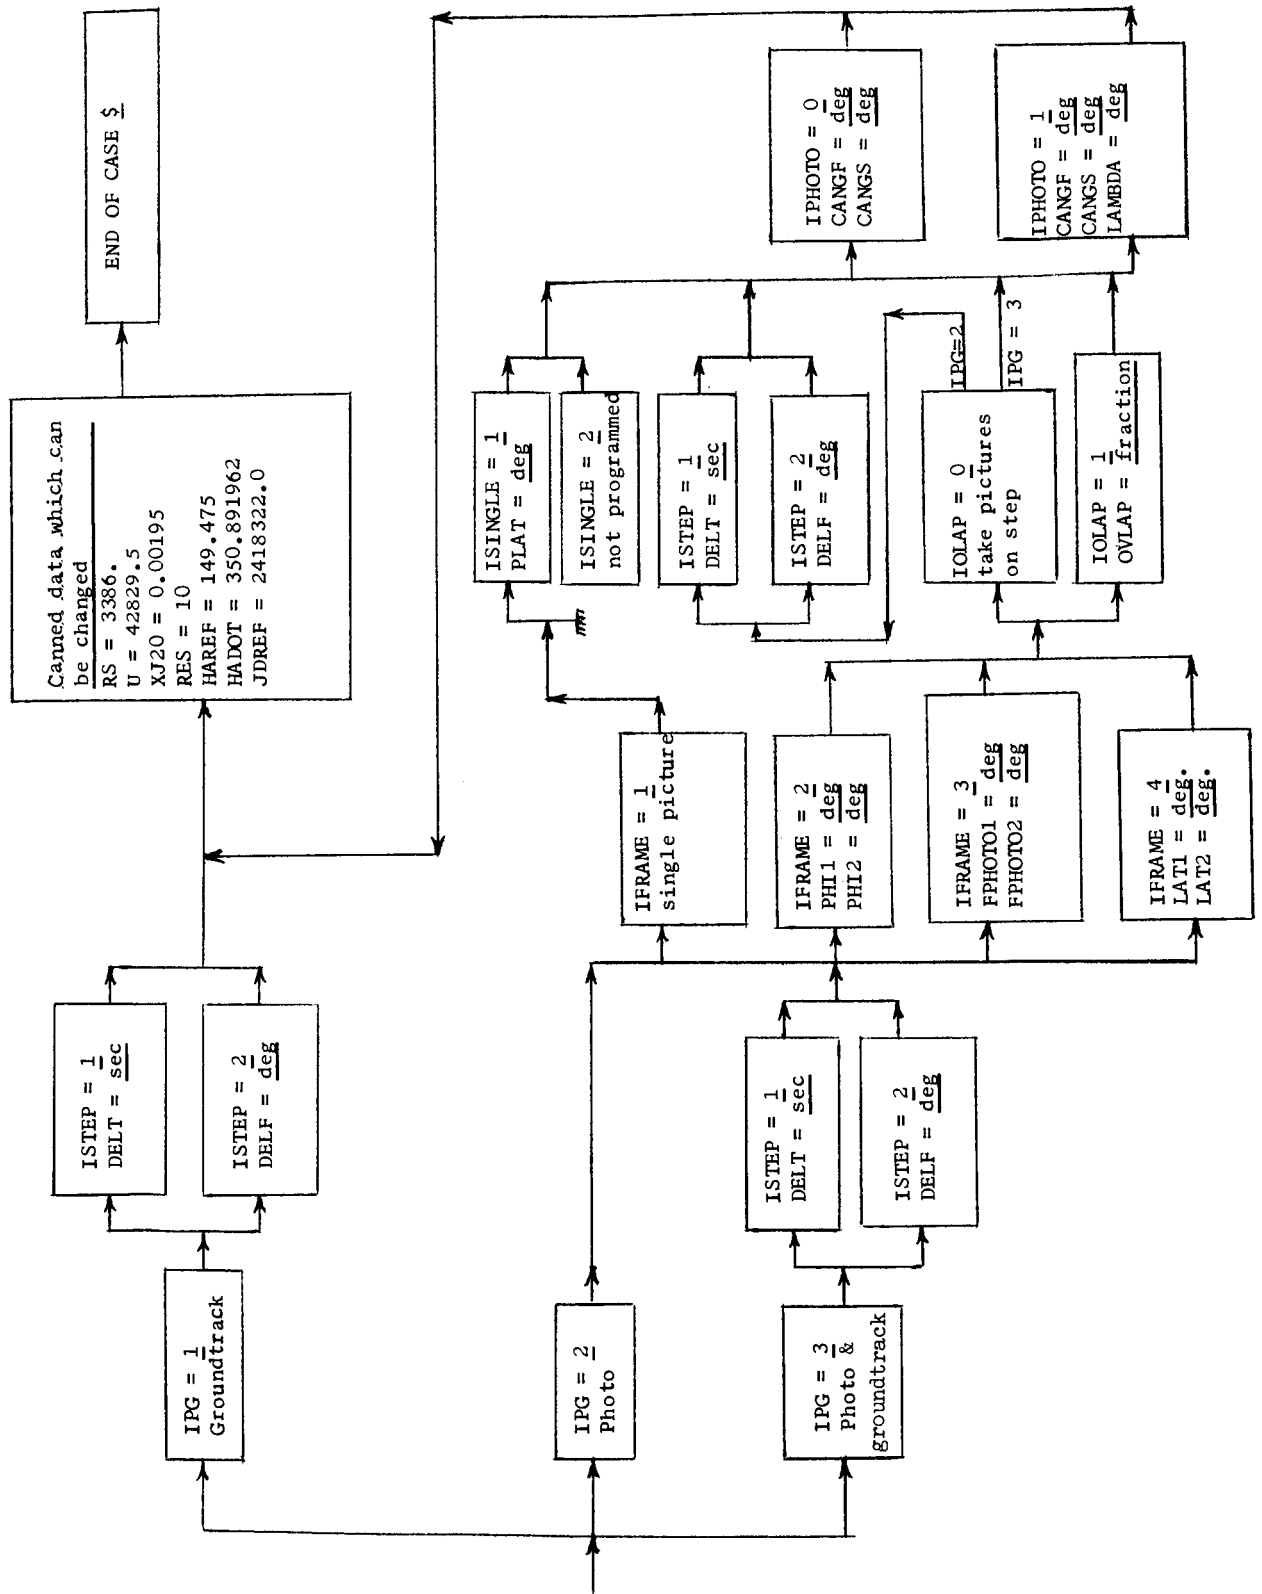 IPG = 1
Groundtrack
ISTEP = 1
DELT = sec
ISTEP = 2
DELF = deg
Canned data which can
be changed
RS = 3386.
U = 42829.5
XJ20 = 0.00195
RES = 10
HAREF = 149.475
HADOT = 350.891962
JDREF = 2418322.0
END OF CASE $
IPG = 2
Photo
IPG = 3
Photo &
groundtrack
ISTEP = 1
DELT = sec
ISTEP = 2
DELF = deg
IFRAME = 1
single picture
IFRAME = 2
PHI1 = deg
PHI2 = deg
IFRAME = 3
FPHOTO1 = deg
FPHOTO2 = deg
IFRAME = 4
LAT1 = deg.
LAT2 = deg.
ISINGLE = 1
PLAT = deg
ISINGLE = 2
not programmed
ISTEP = 1
DELT = sec
ISTEP = 2
DELF = deg
IOLAP = 0
take pictures
on step
IPG=2
IPG = 3
IOLAP = 1
OVLAP = fraction
IPHOTO = 0
CANGF = deg
CANGS = deg
IPHOTO = 1
CANGF = deg
CANGS = deg
LAMBDA = deg